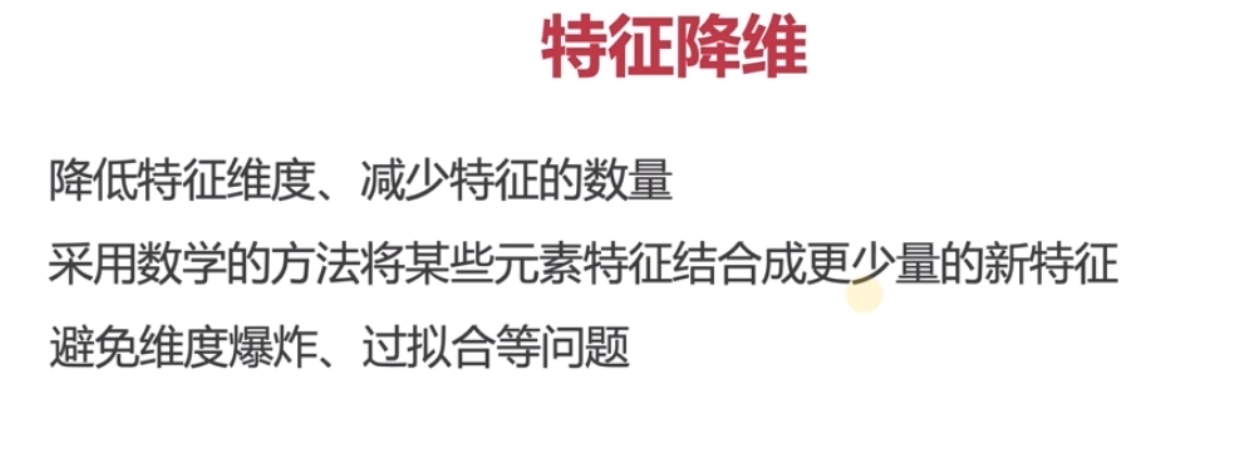 特征降维
降低特征维度、减少特征的数量
采用数学的方法将某些元素特征结合成更少量的新特征
避免维度爆炸、过拟合等问题